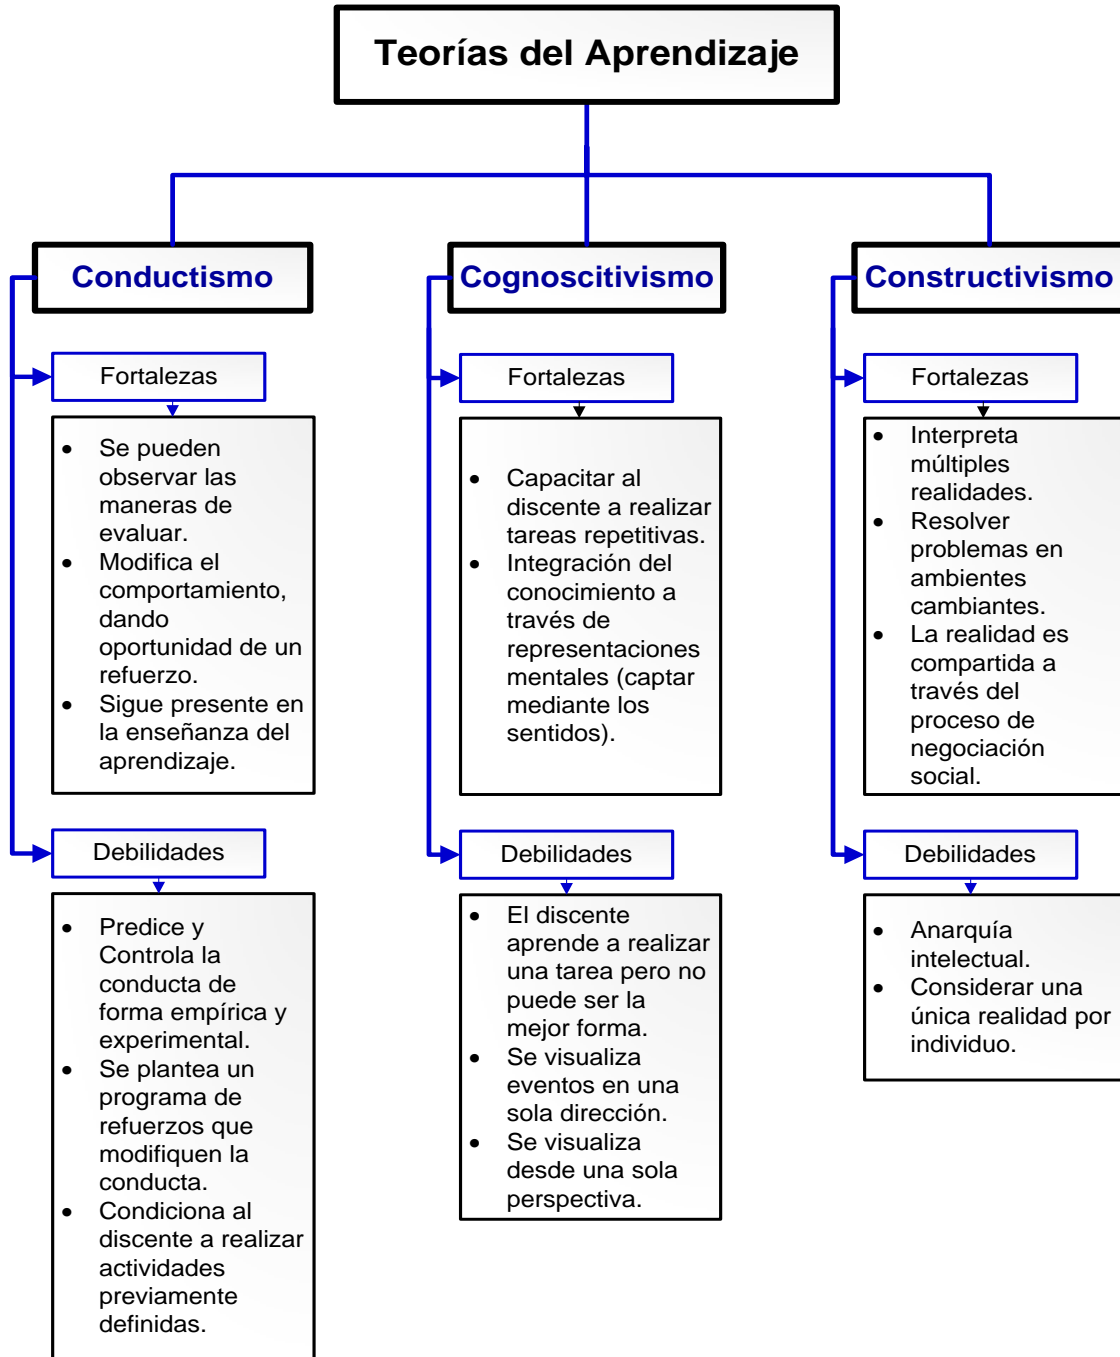 Teorías del Aprendizaje
Conductismo
Fortalezas
• Se pueden
observar las
maneras de
evaluar.
• Modifica el
comportamiento,
dando
oportunidad de un
refuerzo.
• Sigue presente en
la enseñanza del
aprendizaje.
Debilidades
• Predice y
Controla la
conducta de
forma empírica y
experimental.
• Se plantea un
programa de
refuerzos que
modifiquen la
conducta.
• Condiciona al
discente a realizar
actividades
previamente
definidas.
Cognoscitivismo
Fortalezas
• Capacitar al
discente a realizar
tareas repetitivas.
• Integración del
conocimiento a
través de
representaciones
mentales (captar
mediante los
sentidos).
Debilidades
• El discente
aprende a realizar
una tarea pero no
puede ser la
mejor forma.
• Se visualiza
eventos en una
sola dirección.
• Se visualiza
desde una sola
perspectiva.
Constructivismo
Fortalezas
• Interpreta
múltiples
realidades.
• Resolver
problemas en
ambientes
cambiantes.
• La realidad es
compartida a
través del
proceso de
negociación
social.
Debilidades
• Anarquía
intelectual.
• Considerar una
única realidad por
individuo.